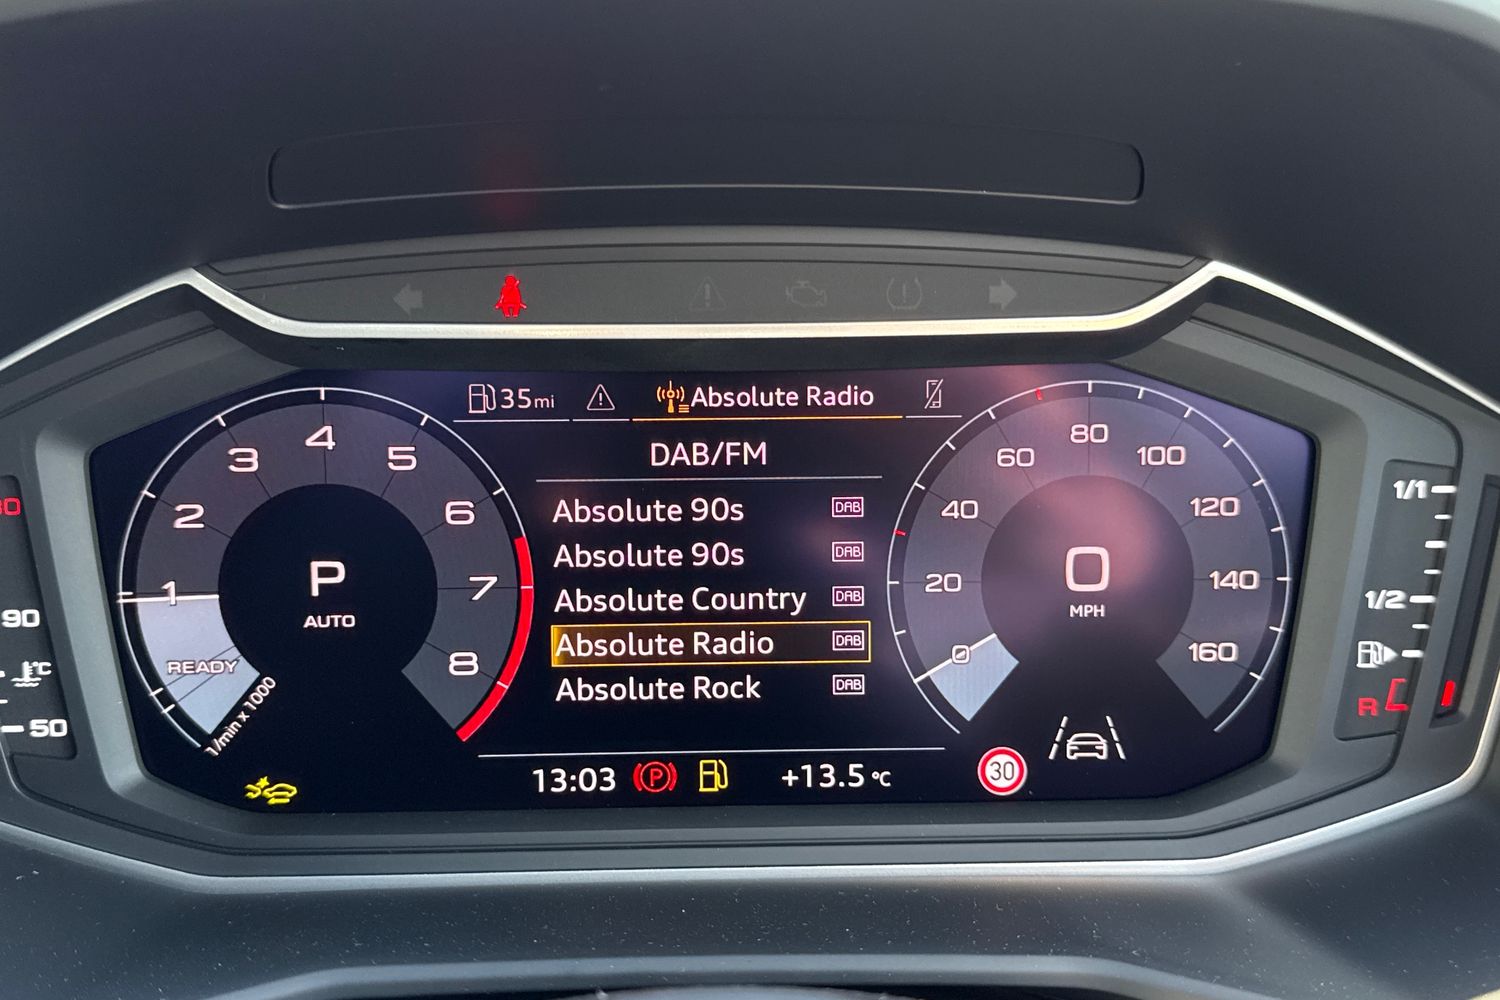 35mi
Absolute Radio
DAB/FM
Absolute 90s DAB
Absolute 90s DAB
Absolute Country DAB
Absolute Radio DAB
Absolute Rock DAB
13:03 P +13.5 °C
30
1 2 3 4 5 6 7 8
READY
1/min x 1000
P
AUTO
0 20 40 60 80 100 120 140 160
0
MPH
90
°C
50
1/1
1/2
R